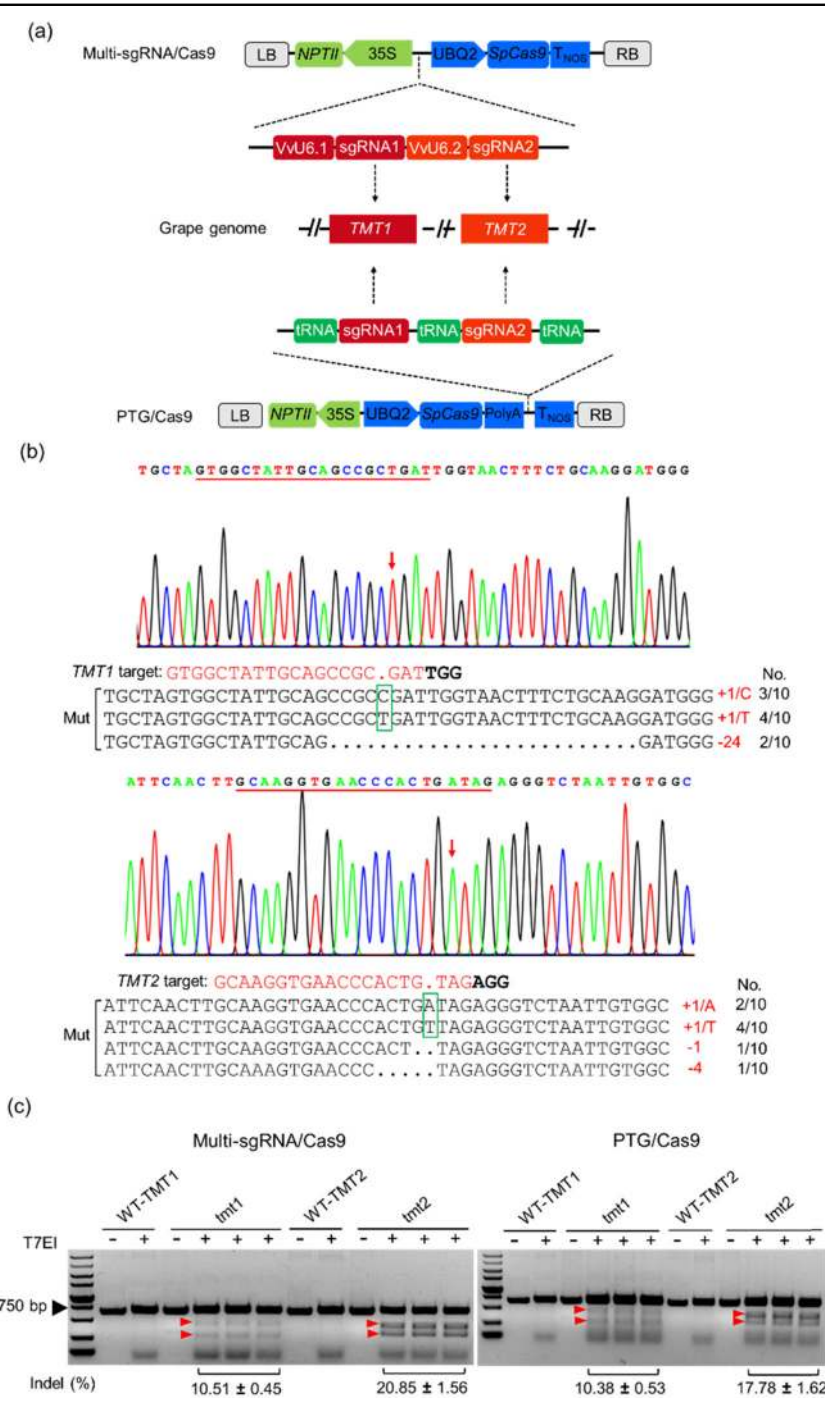 (a)
Multi-sgRNA/Cas9 LB NPTII 35S UBQ2 SpCas9 TNOS RB
VvU6.1 sgRNA1 VvU6.2 sgRNA2
Grape genome TMT1 TMT2
tRNA sgRNA1 tRNA sgRNA2 tRNA
PTG/Cas9 LB NPTII 35S UBQ2 SpCas9 PolyA TNOS RB
(b)
TGCTAGTGGCTATTGCAGCCGCTGATTGGTAACTTTCTGCAAGGATGGG
TMT1 target: GTGGCTATTGCAGCCGC.GATTGG No.
TGCTAGTGGCTATTGCAGCCGCCGATTGGTAACTTTCTGCAAGGATGGG +1/C 3/10
Mut TGCTAGTGGCTATTGCAGCCGCTGATTGGTAACTTTCTGCAAGGATGGG +1/T 4/10
TGCTAGTGGCTATTGCAG........................GATGGG -24 2/10
ATTCAACTTGCAAGGTGAACCCACTGATAGAGGGTCTAATTGTGGC
TMT2 target: GCAAGGTGAACCCACTG.TAGAGG No.
ATTCAACTTGCAAGGTGAACCCACTGATAGAGGGTCTAATTGTGGC +1/A 2/10
Mut ATTCAACTTGCAAGGTGAACCCACTGTTAGAGGGTCTAATTGTGGC +1/T 4/10
ATTCAACTTGCAAGGTGAACCCACT..TAGAGGGTCTAATTGTGGC -1 1/10
ATTCAACTTGCAAAGTGAACCC.....TAGAGGGTCTAATTGTGGC -4 1/10
(c)
Multi-sgRNA/Cas9 PTG/Cas9
WT-TMT1 tmt1 WT-TMT2 tmt2 WT-TMT1 tmt1 WT-TMT2 tmt2
T7EI - + - + + + - + - + + + - + - + + + - + - + + +
750 bp
Indel (%) 10.51 ± 0.45 20.85 ± 1.56 10.38 ± 0.53 17.78 ± 1.62